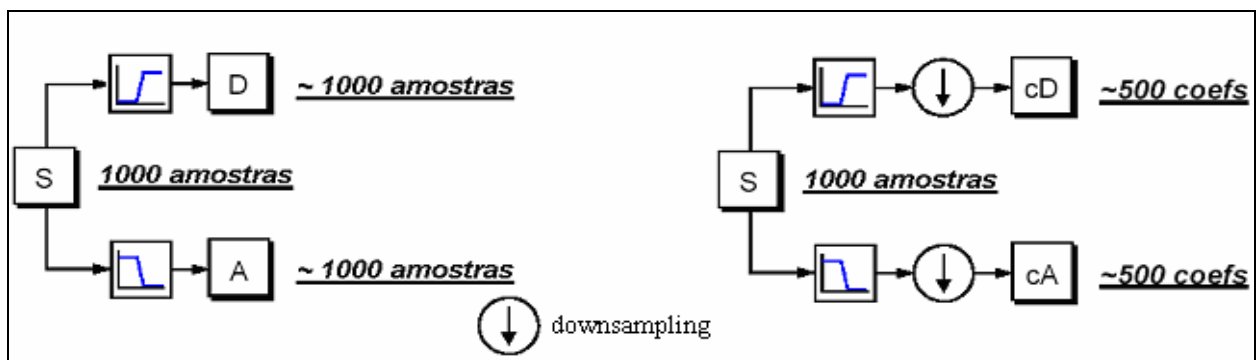 D
~ 1000 amostras
S
1000 amostras
A
~ 1000 amostras
cD
~500 coefs
S
1000 amostras
cA
~500 coefs
downsampling